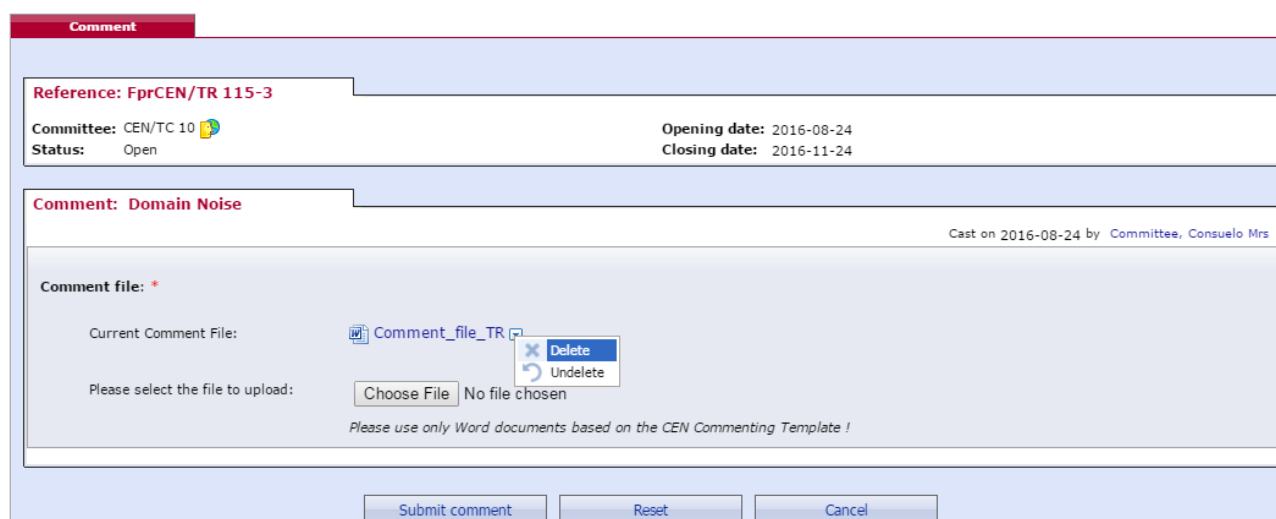 Comment
Reference: FprCEN/TR 115-3
Committee: CEN/TC 10
Opening date: 2016-08-24
Status: Open
Closing date: 2016-11-24
Comment: Domain Noise
Cast on 2016-08-24 by Committee, Consuelo Mrs
Comment file: *
Current Comment File: Comment_file_TR
Delete
Undelete
Please select the file to upload: Choose File No file chosen
Please use only Word documents based on the CEN Commenting Template !
Submit comment Reset Cancel